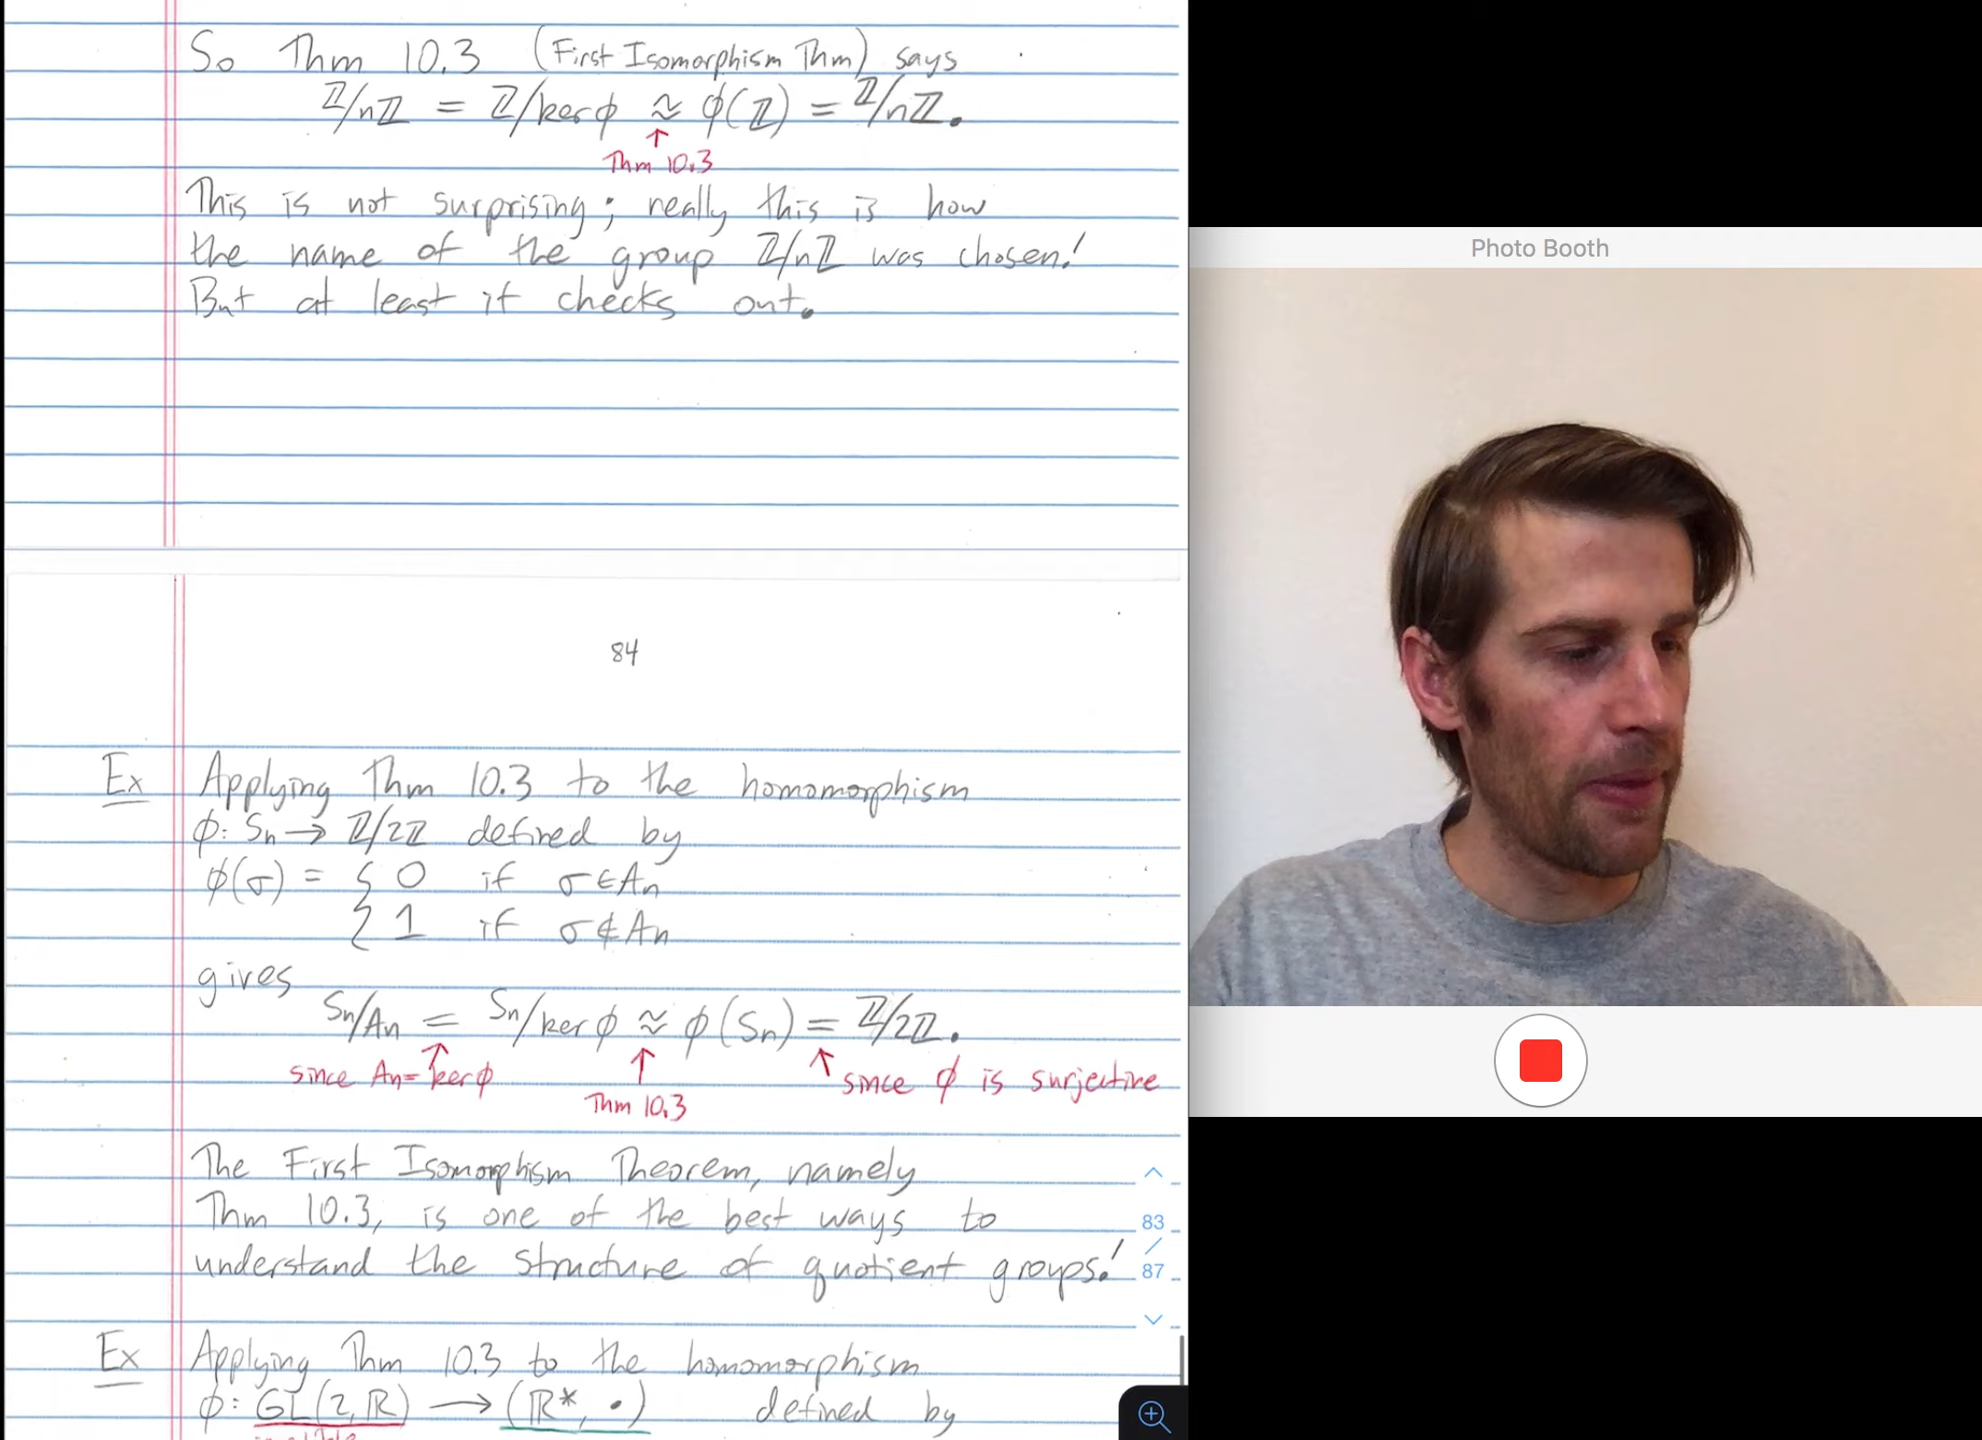 So Thm 10.3 (First Isomorphism Thm) says
ℤ/nℤ = ℤ/ker ϕ ≈ ϕ(ℤ) = ℤ/nℤ.
↑
Thm 10.3
This is not surprising; really this is how
the name of the group ℤ/nℤ was chosen!
But at least it checks out.
Photo Booth
84
Ex Applying Thm 10.3 to the homomorphism
ϕ: Sn → ℤ/2ℤ defined by
ϕ(σ) = { 0 if σ∈An
1 if σ∉An
gives
Sn/An = Sn/ker ϕ ≈ ϕ(Sn) = ℤ/2ℤ.
↑ ↑ ↑
since An = ker ϕ since ϕ is surjective
Thm 10.3
The First Isomorphism Theorem, namely
Thm 10.3, is one of the best ways to
understand the structure of quotient groups!
83
/
87
Ex Applying Thm 10.3 to the homomorphism
ϕ: GL(2,ℝ) → (ℝ*, •) defined by